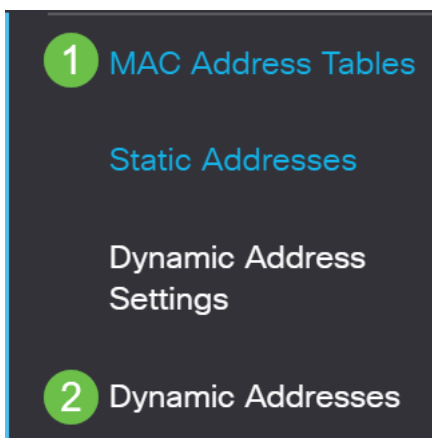 1 MAC Address Tables
Static Addresses
Dynamic Address
Settings
2 Dynamic Addresses